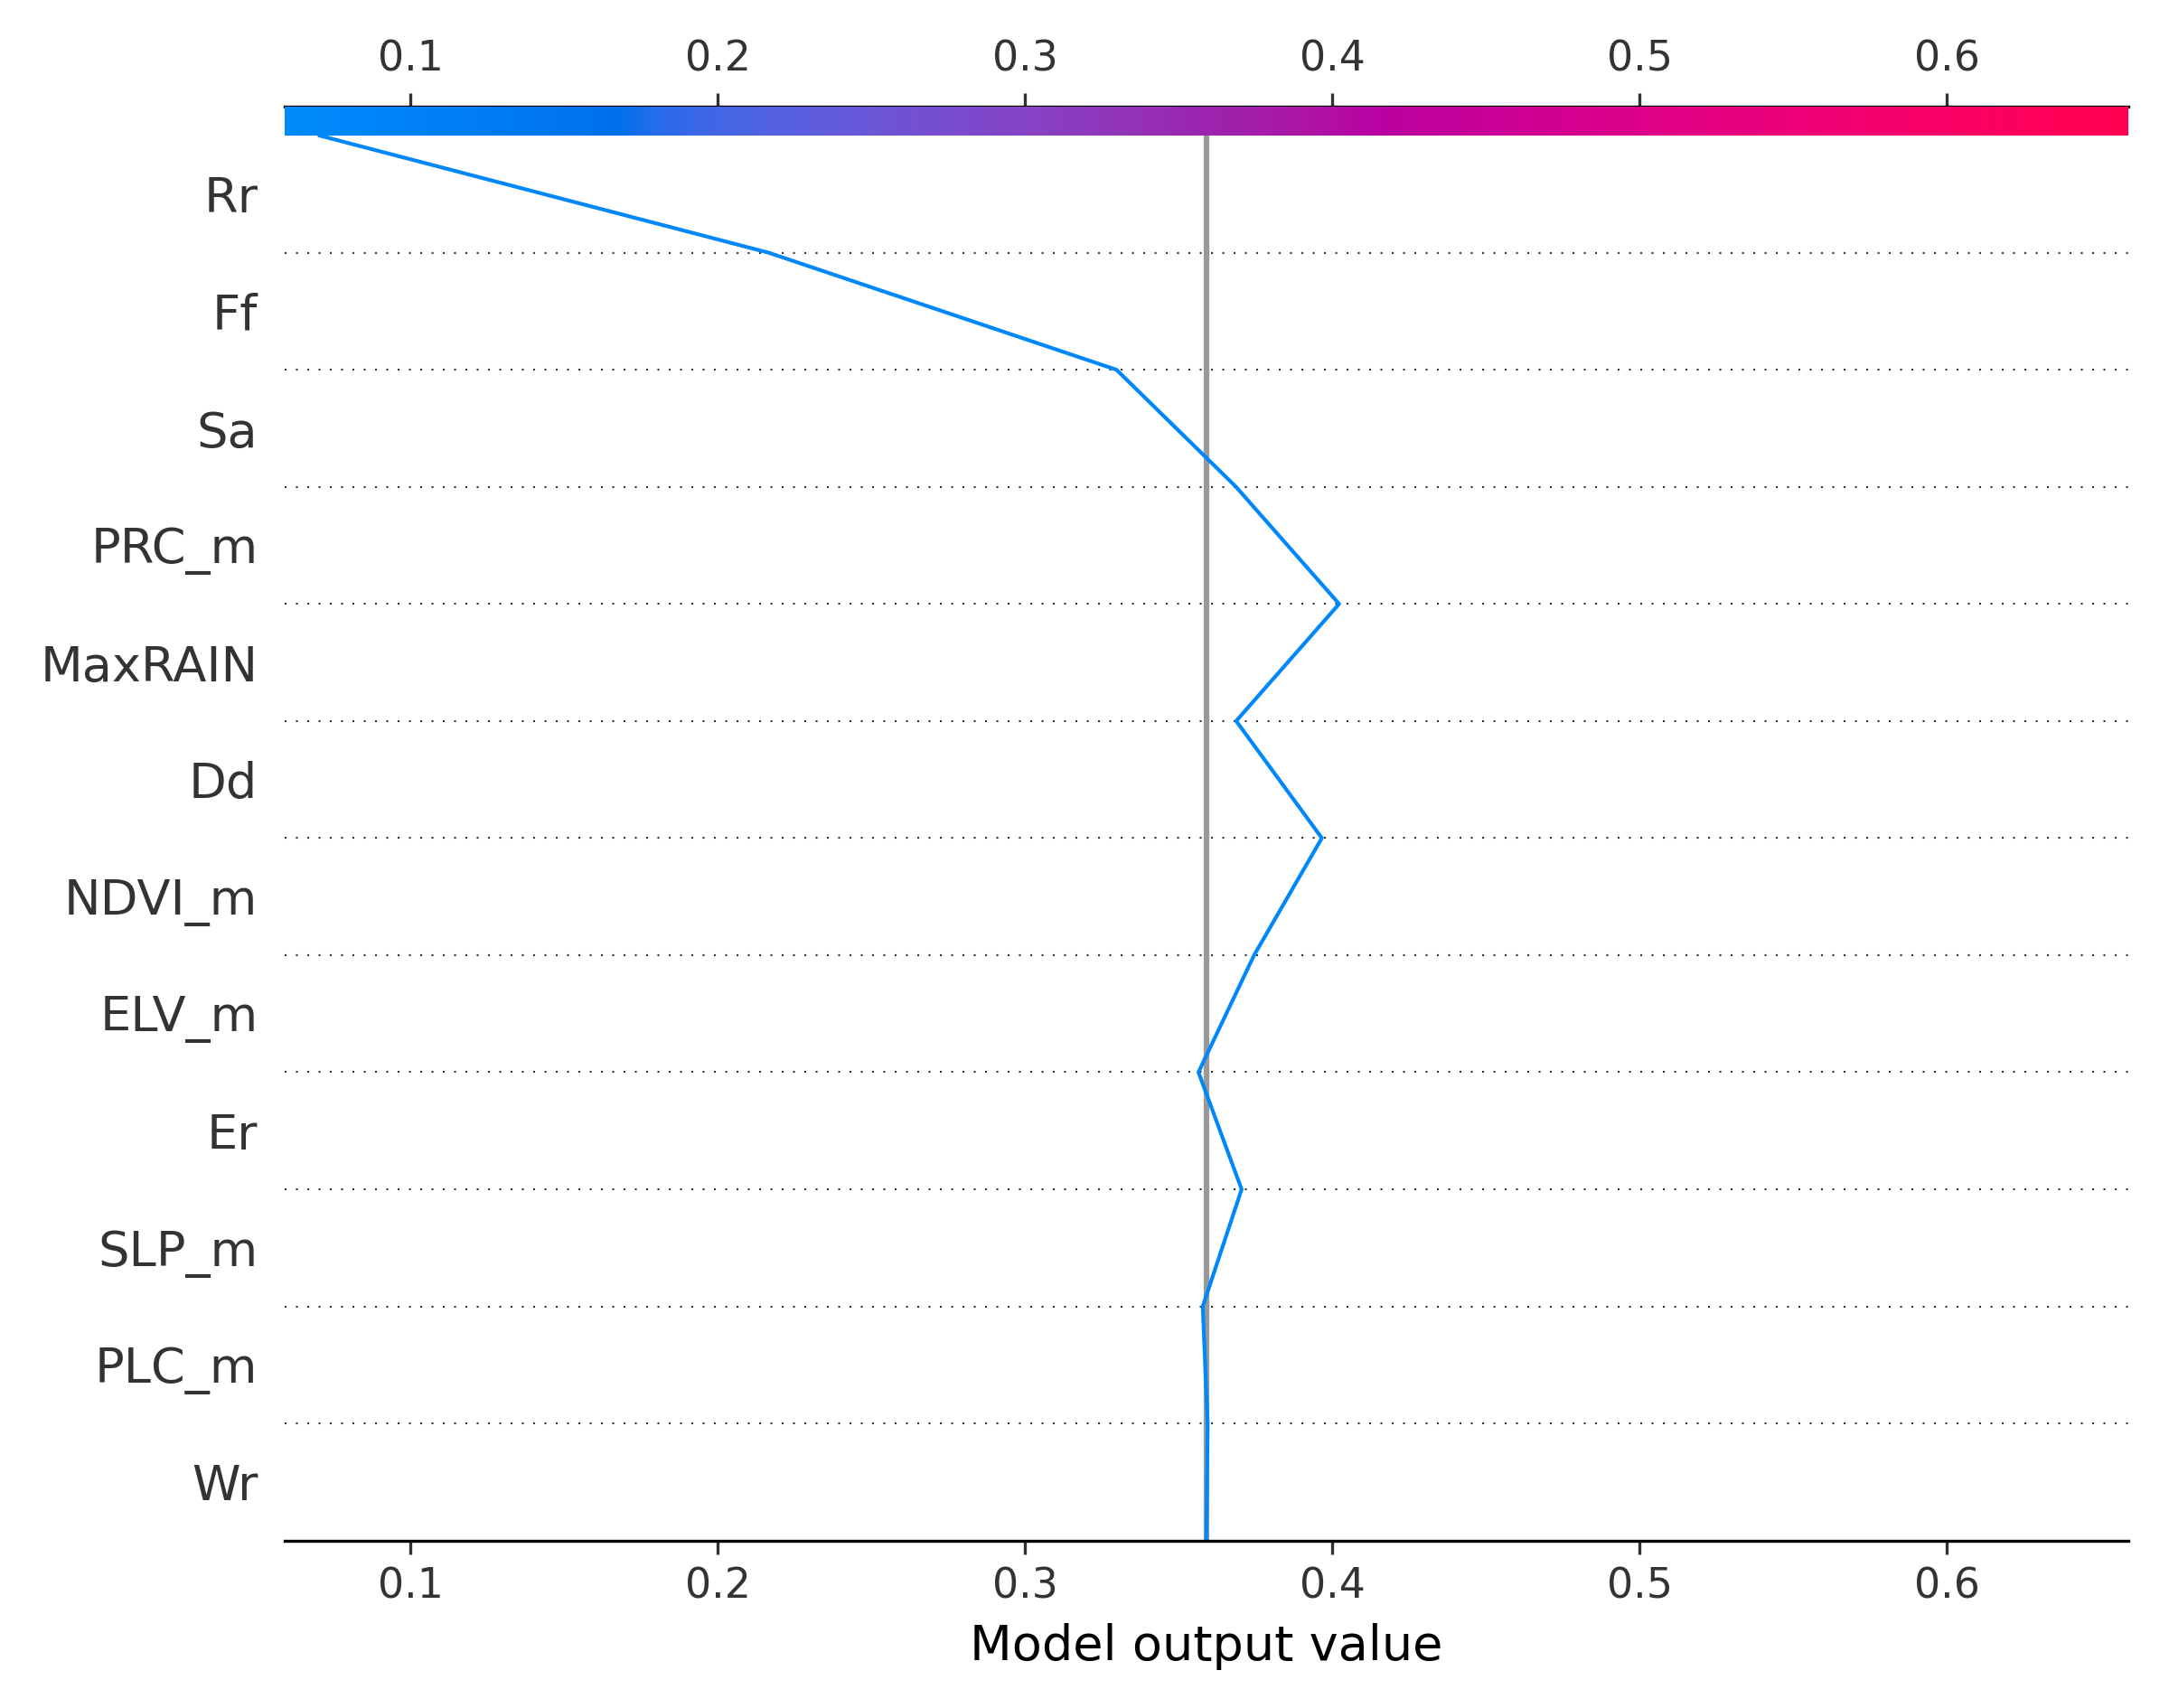 0.1 0.2 0.3 0.4 0.5 0.6
Rr
Ff
Sa
PRC_m
MaxRAIN
Dd
NDVI_m
ELV_m
Er
SLP_m
PLC_m
Wr
0.1 0.2 0.3 0.4 0.5 0.6
Model output value